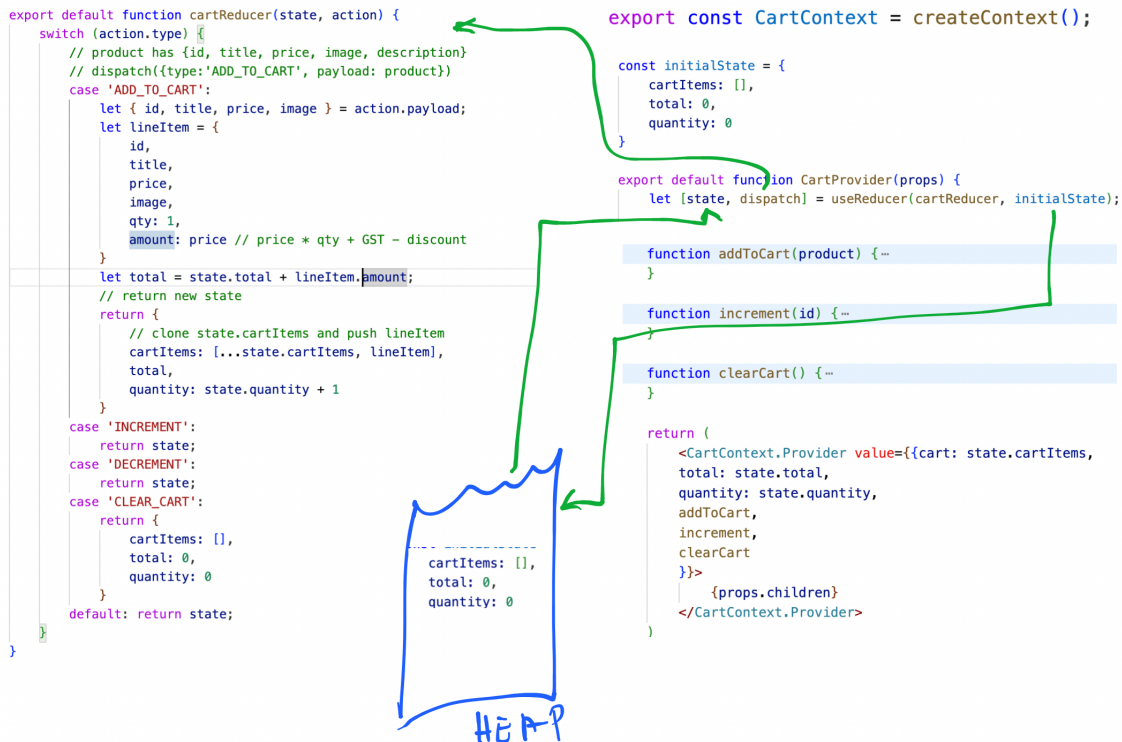 export default function cartReducer(state, action) {
switch (action.type) {
// product has {id, title, price, image, description}
// dispatch({type:'ADD_TO_CART', payload: product})
case 'ADD_TO_CART':
let { id, title, price, image } = action.payload;
let lineItem = {
id,
title,
price,
image,
qty: 1,
amount: price // price * qty + GST - discount
}
let total = state.total + lineItem.amount;
// return new state
return {
// clone state.cartItems and push lineItem
cartItems: [...state.cartItems, lineItem],
total,
quantity: state.quantity + 1
}
case 'INCREMENT':
return state;
case 'DECREMENT':
return state;
case 'CLEAR_CART':
return {
cartItems: [],
total: 0,
quantity: 0
}
default: return state;
}
}
export const CartContext = createContext();
const initialState = {
cartItems: [],
total: 0,
quantity: 0
}
export default function CartProvider(props) {
let [state, dispatch] = useReducer(cartReducer, initialState);
function addToCart(product) {…
}
function increment(id) {…
}
function clearCart() {…
}
return (
<CartContext.Provider value={{cart: state.cartItems,
total: state.total,
quantity: state.quantity,
addToCart,
increment,
clearCart
}}>
{props.children}
</CartContext.Provider>
)
cartItems: [],
total: 0,
quantity: 0
HEAP